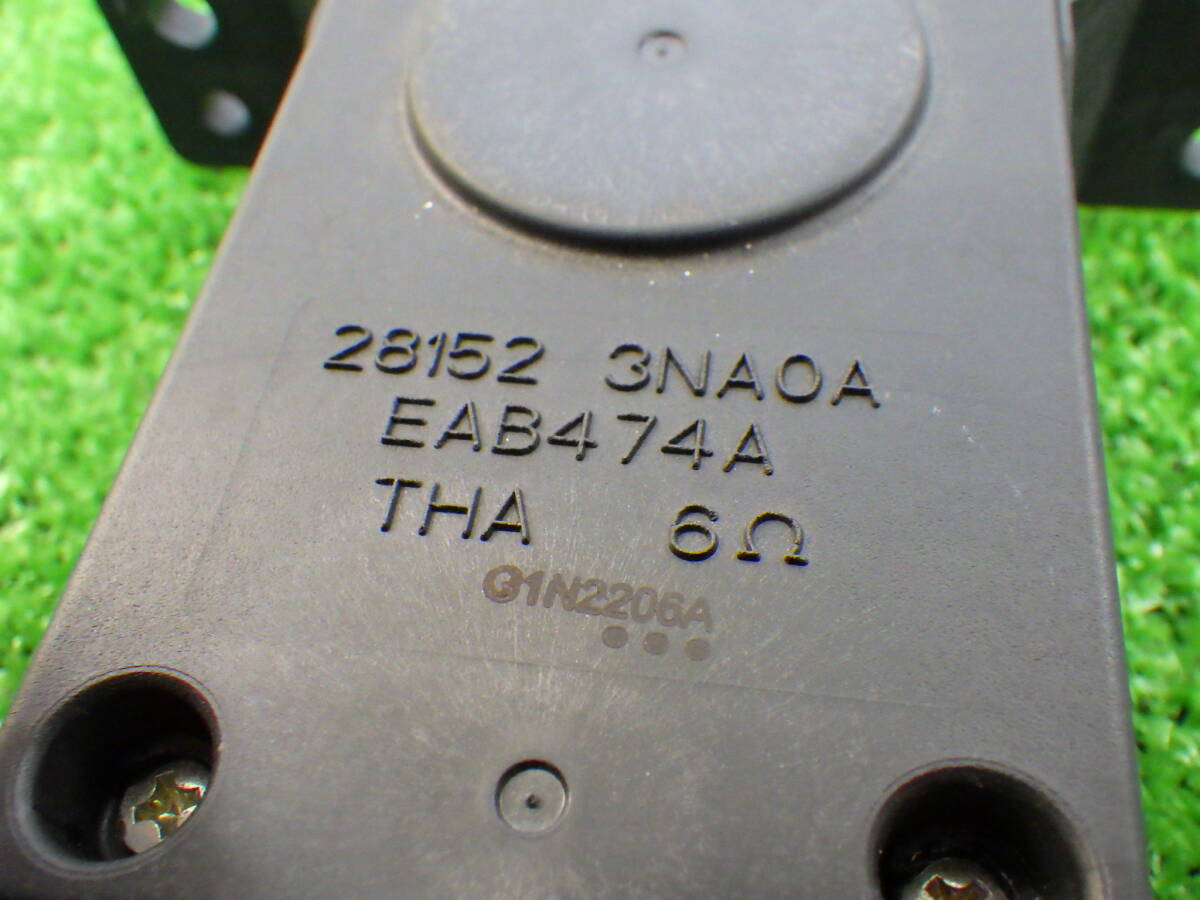 28152 3NA0A
EAB474A
THA 6Ω
G1N2206A